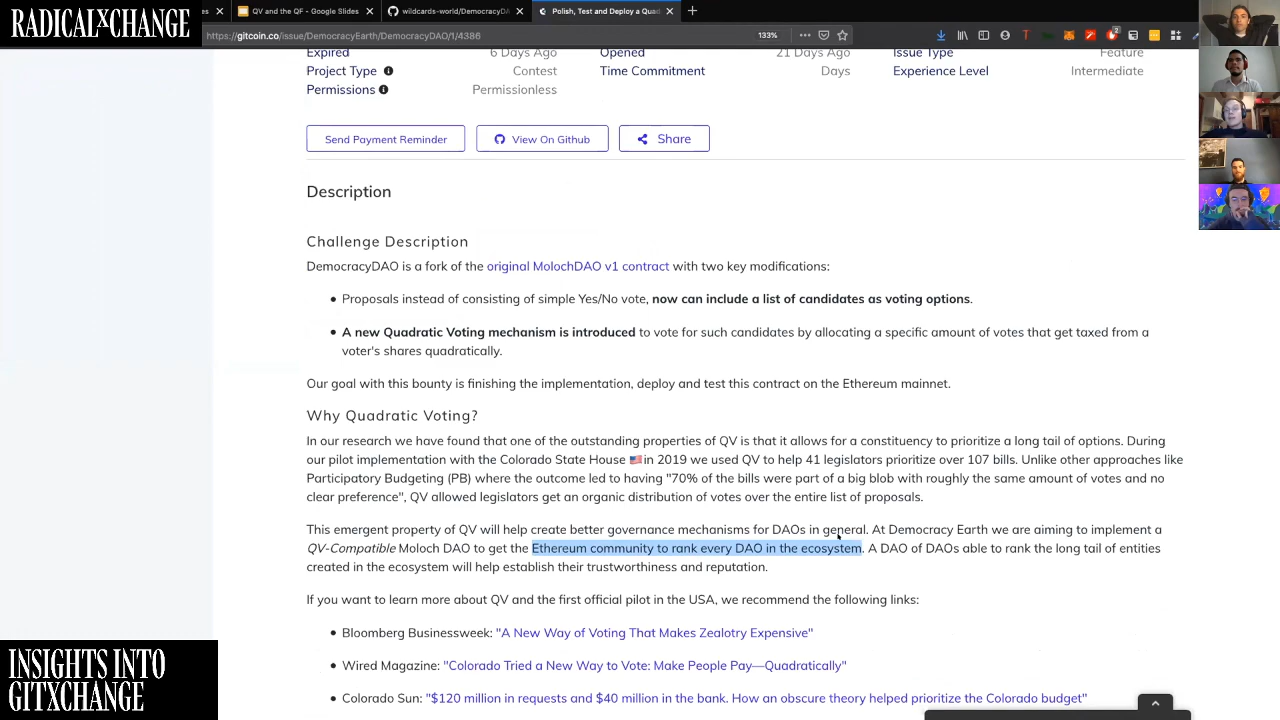 RADICALxCHANGE
QV and the QF - Google Slides
wildcards-world/DemocracyDA
Polish, Test and Deploy a Quad
https://gitcoin.co/issue/DemocracyEarth/DemocracyDAO/1/4386
133%
Expired 6 Days Ago Opened 21 Days Ago Issue Type Feature
Project Type Contest Time Commitment Days Experience Level Intermediate
Permissions Permissionless
Send Payment Reminder View On Github Share
Description
Challenge Description
DemocracyDAO is a fork of the original MolochDAO v1 contract with two key modifications:
• Proposals instead of consisting of simple Yes/No vote, now can include a list of candidates as voting options.
• A new Quadratic Voting mechanism is introduced to vote for such candidates by allocating a specific amount of votes that get taxed from a
voter's shares quadratically.
Our goal with this bounty is finishing the implementation, deploy and test this contract on the Ethereum mainnet.
Why Quadratic Voting?
In our research we have found that one of the outstanding properties of QV is that it allows for a constituency to prioritize a long tail of options. During
our pilot implementation with the Colorado State House 🇺🇸 in 2019 we used QV to help 41 legislators prioritize over 107 bills. Unlike other approaches like
Participatory Budgeting (PB) where the outcome led to having "70% of the bills were part of a big blob with roughly the same amount of votes and no
clear preference", QV allowed legislators get an organic distribution of votes over the entire list of proposals.
This emergent property of QV will help create better governance mechanisms for DAOs in general. At Democracy Earth we are aiming to implement a
QV-Compatible Moloch DAO to get the Ethereum community to rank every DAO in the ecosystem. A DAO of DAOs able to rank the long tail of entities
created in the ecosystem will help establish their trustworthiness and reputation.
If you want to learn more about QV and the first official pilot in the USA, we recommend the following links:
• Bloomberg Businessweek: "A New Way of Voting That Makes Zealotry Expensive"
• Wired Magazine: "Colorado Tried a New Way to Vote: Make People Pay—Quadratically"
• Colorado Sun: "$120 million in requests and $40 million in the bank. How an obscure theory helped prioritize the Colorado budget"
INSIGHTS INTO
GITXCHANGE